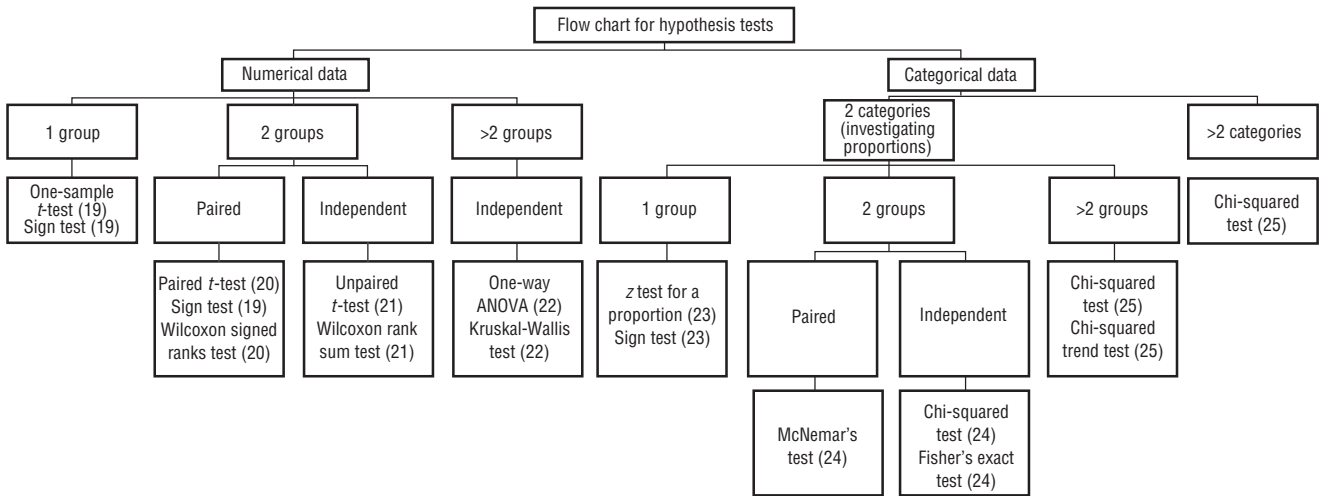 Flow chart for hypothesis tests
Numerical data
Categorical data
1 group
2 groups
>2 groups
2 categories
(investigating
proportions)
>2 categories
One-sample
t-test (19)
Sign test (19)
Paired
Independent
Independent
1 group
2 groups
>2 groups
Chi-squared
test (25)
Paired t-test (20)
Sign test (19)
Wilcoxon signed
ranks test (20)
Unpaired
t-test (21)
Wilcoxon rank
sum test (21)
One-way
ANOVA (22)
Kruskal-Wallis
test (22)
z test for a
proportion (23)
Sign test (23)
Paired
Independent
Chi-squared
test (25)
Chi-squared
trend test (25)
McNemar's
test (24)
Chi-squared
test (24)
Fisher's exact
test (24)